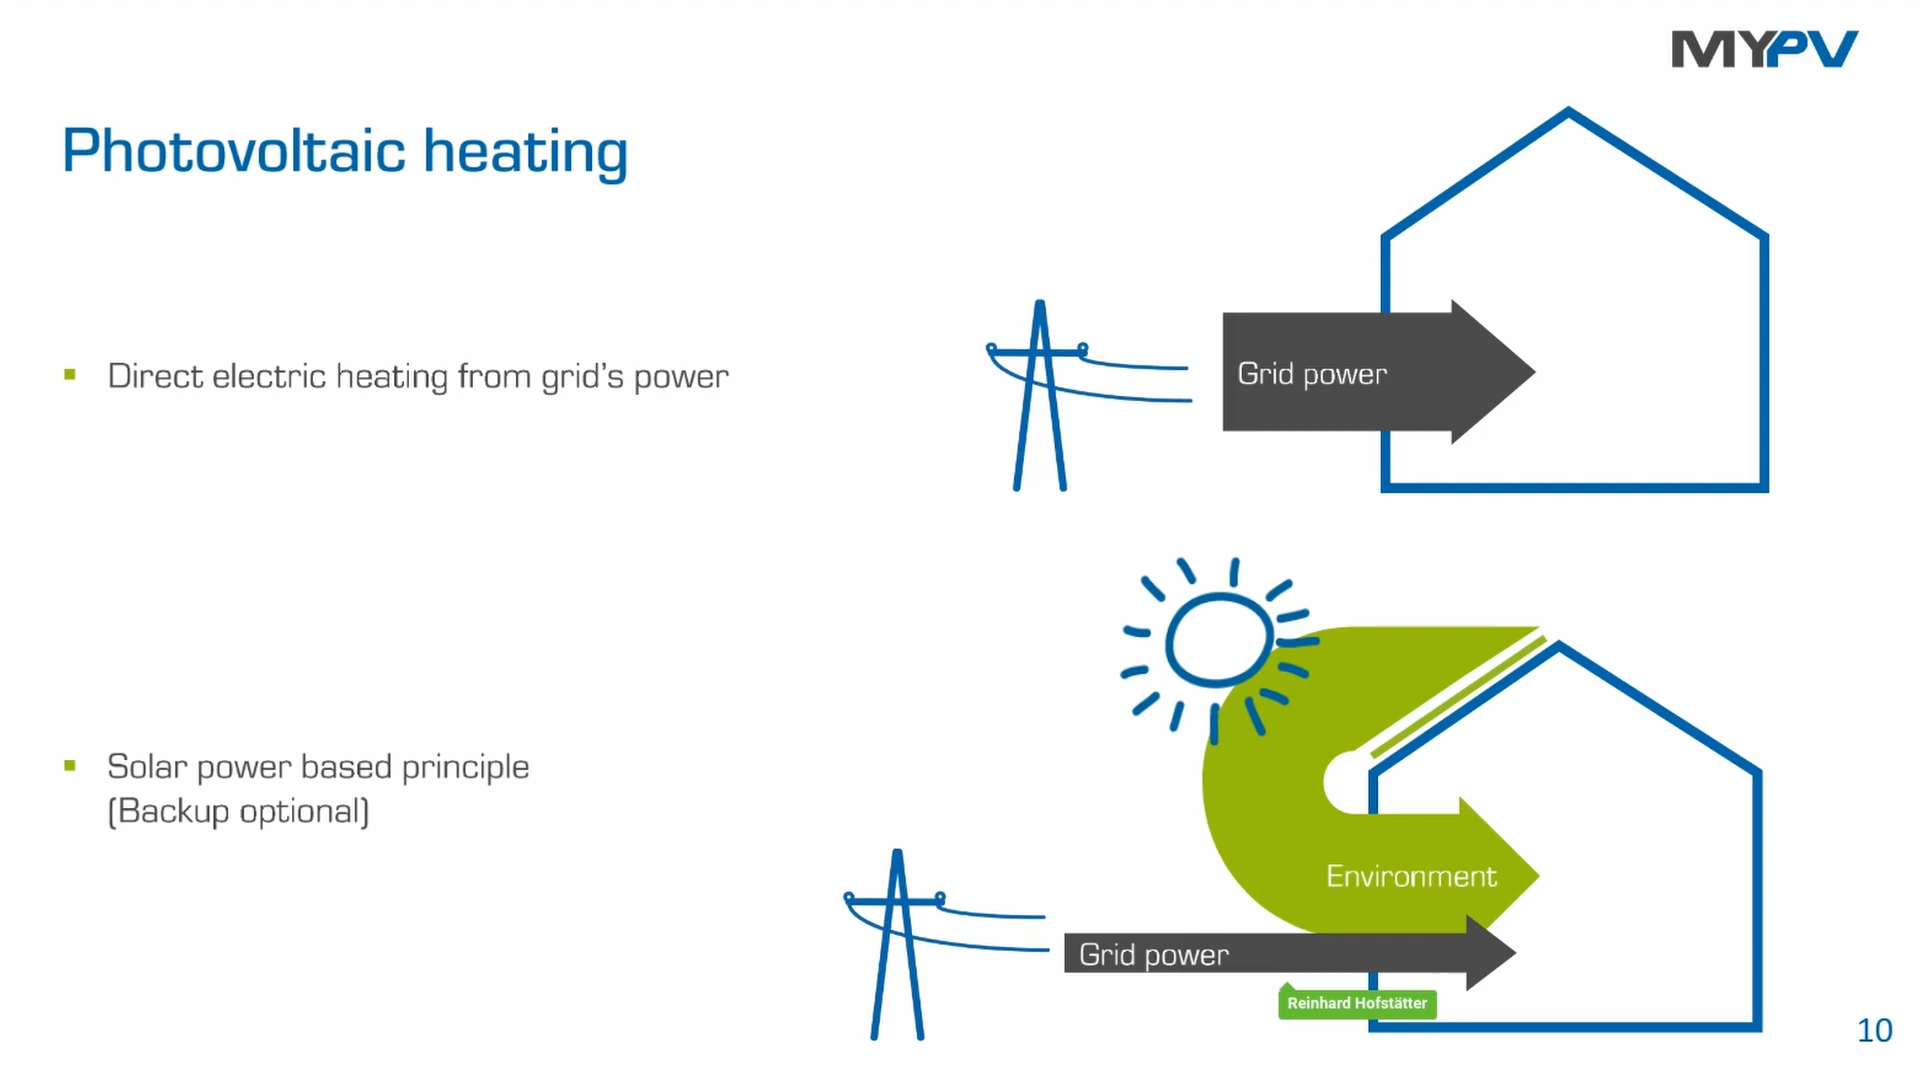 MYPV
Photovoltaic heating
▪ Direct electric heating from grid's power
Grid power
▪ Solar power based principle
(Backup optional)
Environment
Grid power
Reinhard Hofstätter
10